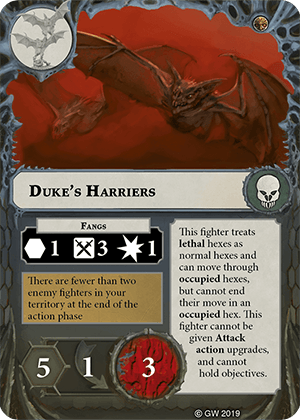 DUKE'S HARRIERS
FANGS
1 3 1
There are fewer than two
enemy fighters in your
territory at the end of the
action phase
This fighter treats
lethal hexes as
normal hexes and
can move through
occupied hexes,
but cannot end
their move in an
occupied hex. This
fighter cannot be
given Attack
action upgrades,
and cannot
hold objectives.
5 1 3
© GW 2019